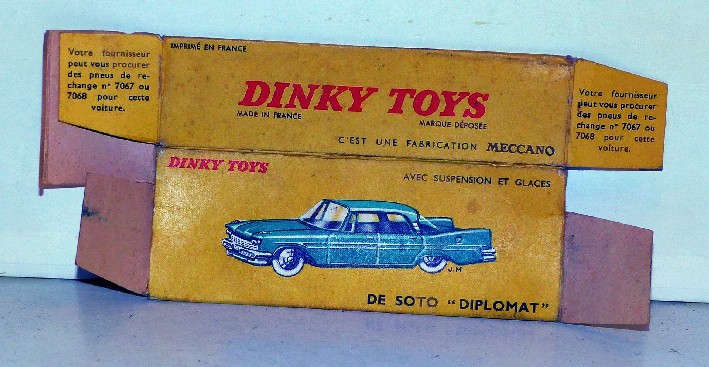 Votre fournisseur
peut vous procurer
des pneus de re-
change n° 7067 ou
7068 pour cette
voiture.
IMPRIMÉ EN FRANCE
DINKY TOYS
MADE IN FRANCE
MARQUE DÉPOSÉE
C'EST UNE FABRICATION MECCANO
Votre fournisseur
peut vous procurer
des pneus de re-
change n° 7067 ou
7068 pour cette
voiture.
DINKY TOYS
AVEC SUSPENSION ET GLACES
J.M
DE SOTO "DIPLOMAT"